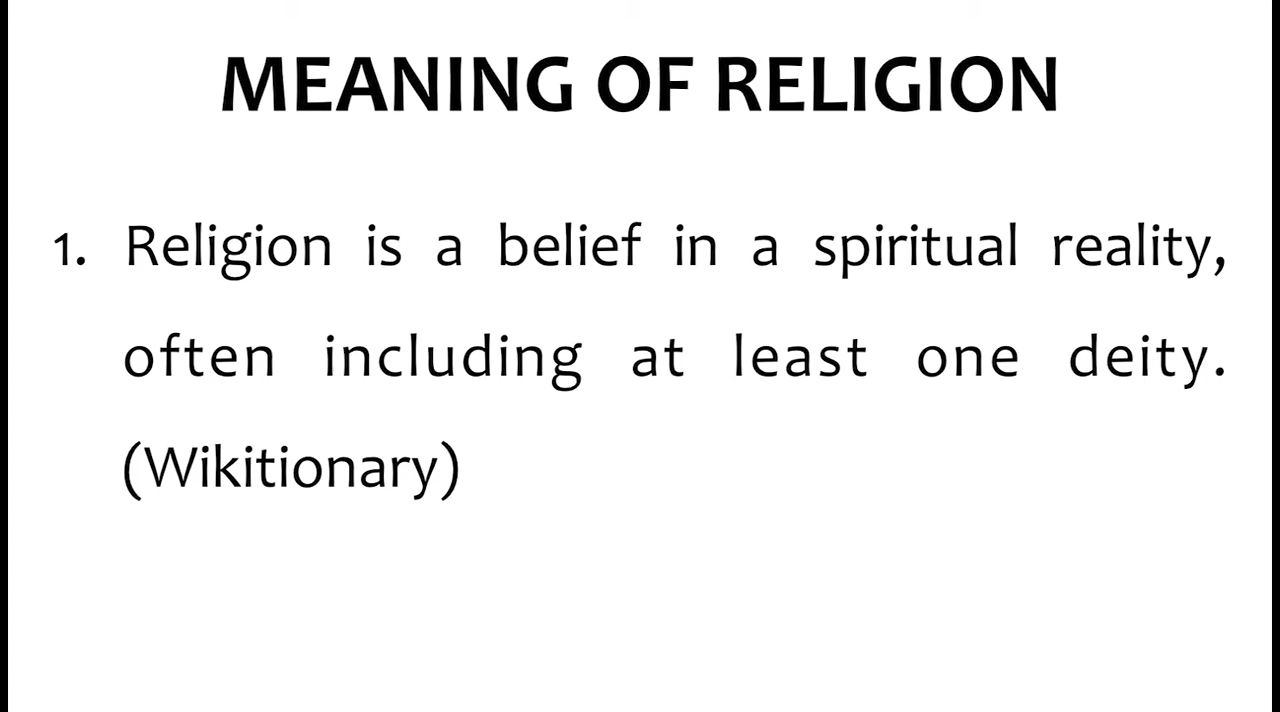 MEANING OF RELIGION
1. Religion is a belief in a spiritual reality,
often including at least one deity.
(Wikitionary)